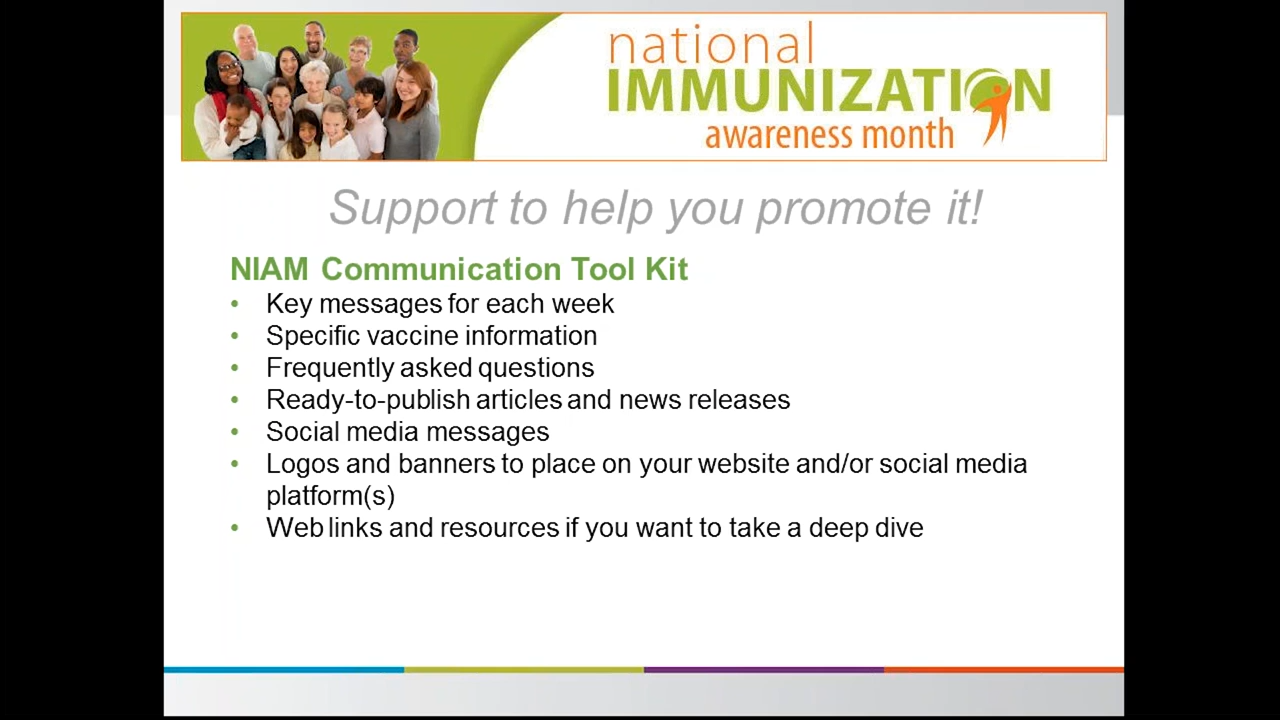 national
IMMUNIZATION
awareness month
Support to help you promote it!
NIAM Communication Tool Kit
• Key messages for each week
• Specific vaccine information
• Frequently asked questions
• Ready-to-publish articles and news releases
• Social media messages
• Logos and banners to place on your website and/or social media
platform(s)
• Web links and resources if you want to take a deep dive